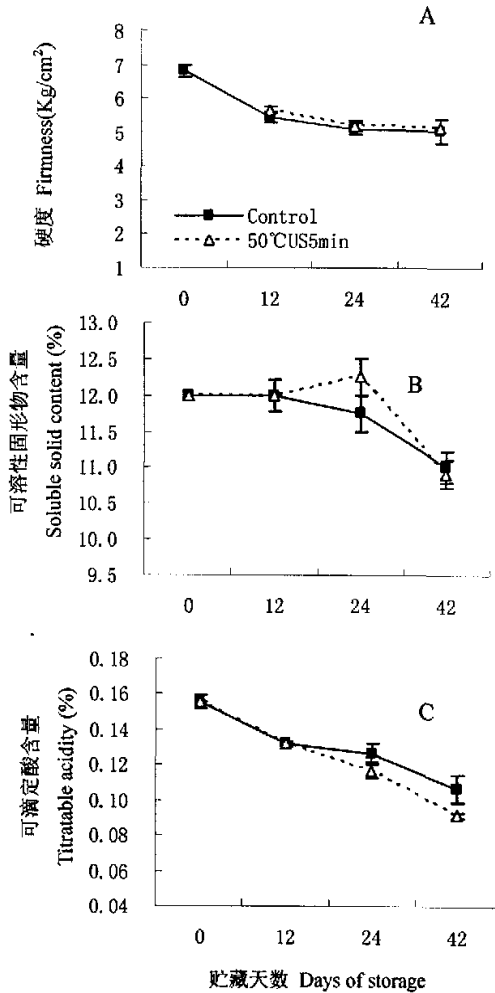 A
8
7
6
5
4
3
2
1
硬度 Firmness(Kg/cm²)
Control
50℃US5min
0 12 24 42
B
13.0
12.5
12.0
11.5
11.0
10.5
10.0
9.5
可溶性固形物含量
Soluble solid content (%)
0 12 24 42
C
0.18
0.16
0.14
0.12
0.10
0.08
0.06
0.04
可滴定酸含量
Titratable acidity (%)
0 12 24 42
贮藏天数 Days of storage